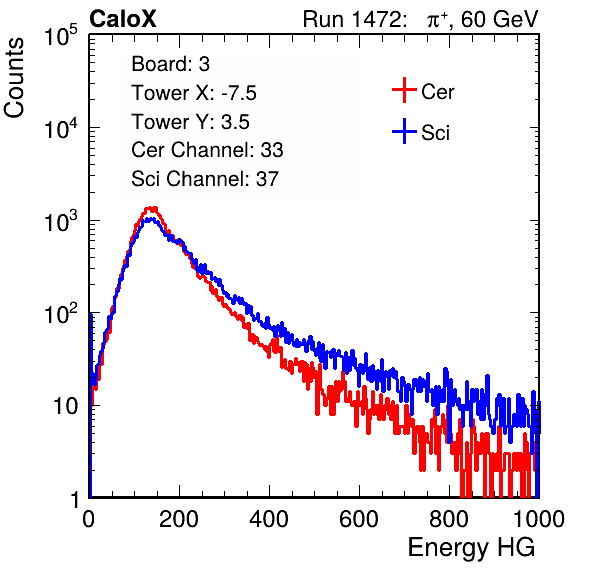 CaloX Run 1472: π⁺, 60 GeV
Counts
Board: 3
Tower X: -7.5
Tower Y: 3.5
Cer Channel: 33
Sci Channel: 37
Cer
Sci
10⁵
10⁴
10³
10²
10
1
0 200 400 600 800 1000
Energy HG